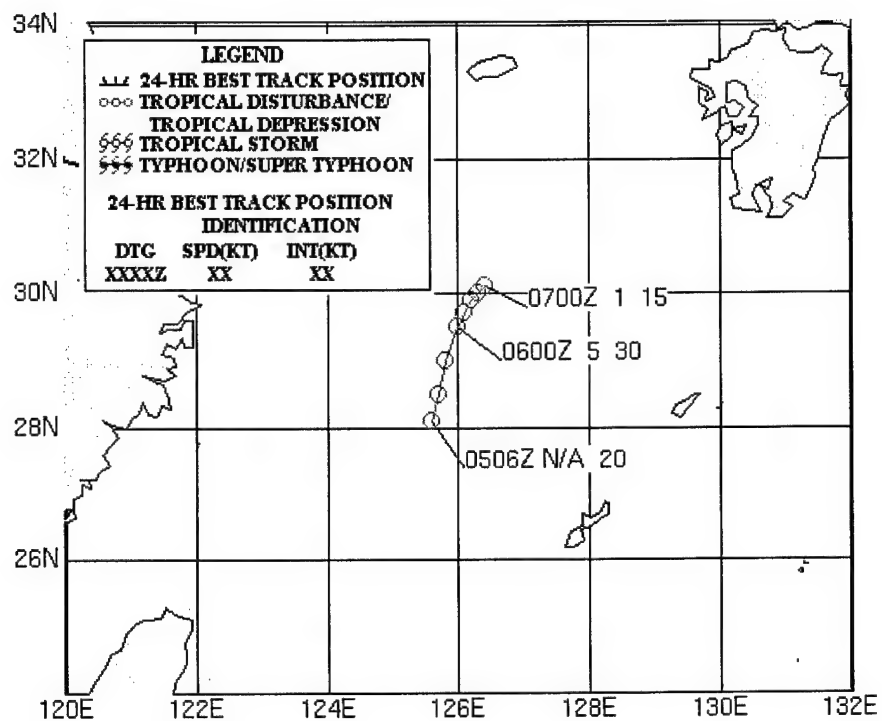 34N
LEGEND
24-HR BEST TRACK POSITION
TROPICAL DISTURBANCE/
TROPICAL DEPRESSION
32N
TROPICAL STORM
TYPHOON/SUPER TYPHOON
24-HR BEST TRACK POSITION
IDENTIFICATION
DTG SPD(KT) INT(KT)
XXXXZ XX XX
30N
0700Z 1 15
0600Z 5 30
28N
0506Z N/A 20
26N
120E 122E 124E 126E 128E 130E 132E